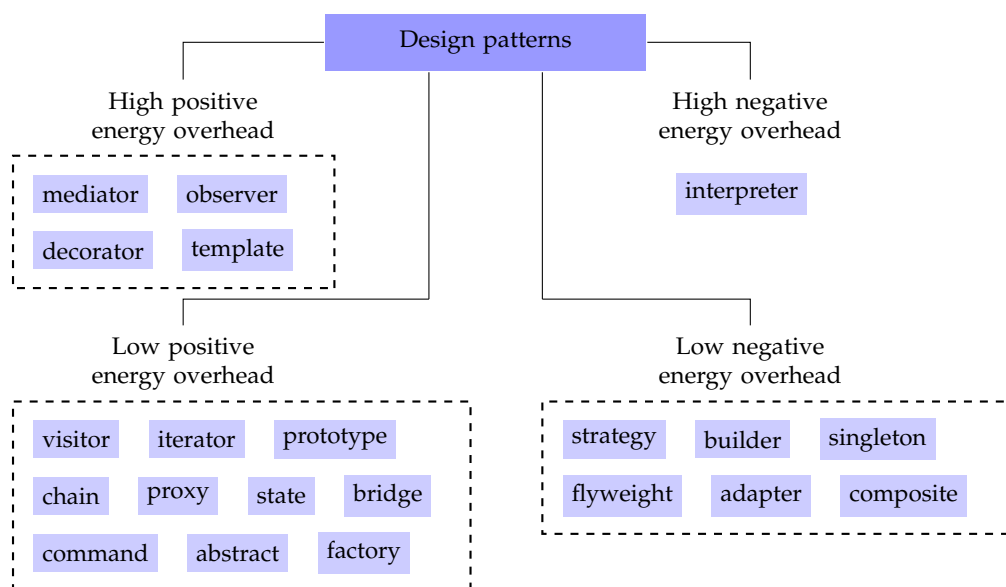 Design patterns
High positive
energy overhead
mediator observer
decorator template
High negative
energy overhead
interpreter
Low positive
energy overhead
visitor iterator prototype
chain proxy state bridge
command abstract factory
Low negative
energy overhead
strategy builder singleton
flyweight adapter composite